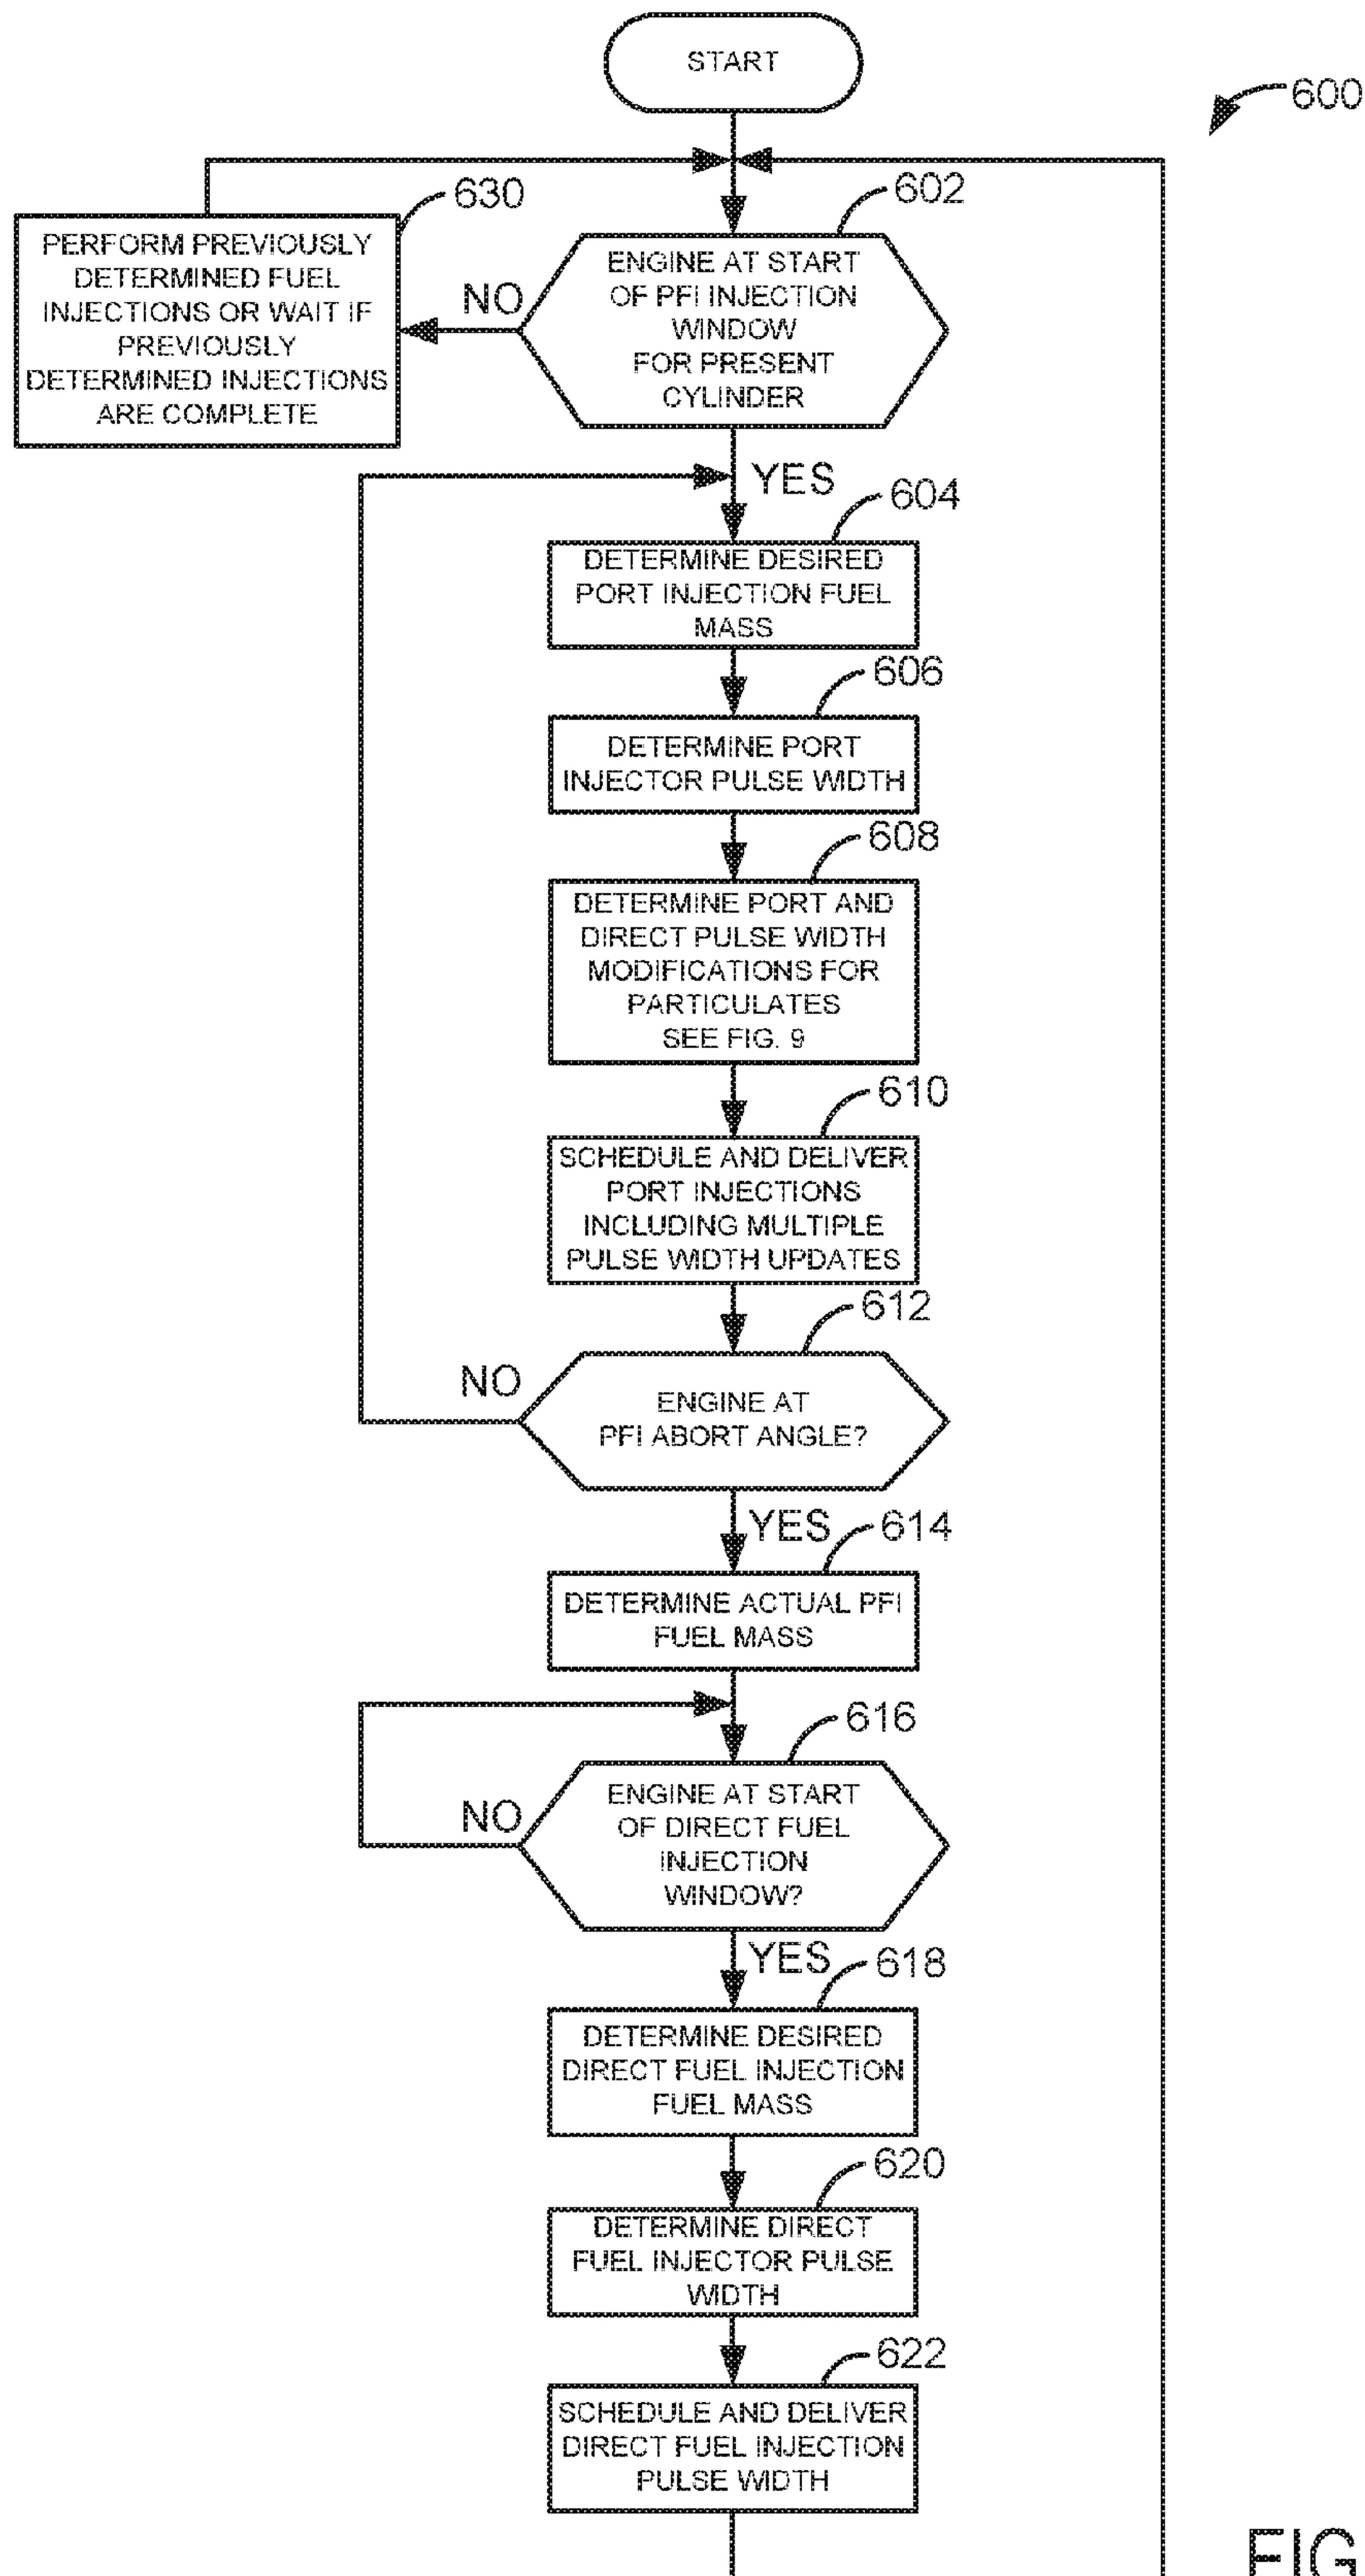 START
600
630
602
PERFORM PREVIOUSLY
DETERMINED FUEL
INJECTIONS OR WAIT IF
PREVIOUSLY
DETERMINED INJECTIONS
ARE COMPLETE
NO
ENGINE AT START
OF PFI INJECTION
WINDOW
FOR PRESENT
CYLINDER
YES
604
DETERMINE DESIRED
PORT INJECTION FUEL
MASS
606
DETERMINE PORT
INJECTOR PULSE WIDTH
608
DETERMINE PORT AND
DIRECT PULSE WIDTH
MODIFICATIONS FOR
PARTICULATES
SEE FIG. 9
610
SCHEDULE AND DELIVER
PORT INJECTIONS
INCLUDING MULTIPLE
PULSE WIDTH UPDATES
612
NO
ENGINE AT
PFI ABORT ANGLE?
YES
614
DETERMINE ACTUAL PFI
FUEL MASS
616
NO
ENGINE AT START
OF DIRECT FUEL
INJECTION
WINDOW?
YES
618
DETERMINE DESIRED
DIRECT FUEL INJECTION
FUEL MASS
620
DETERMINE DIRECT
FUEL INJECTOR PULSE
WIDTH
622
SCHEDULE AND DELIVER
DIRECT FUEL INJECTION
PULSE WIDTH
FIG